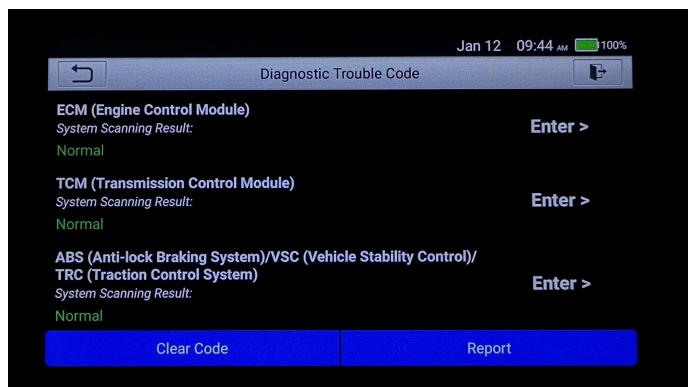 Jan 12 09:44 AM 100%
Diagnostic Trouble Code
ECM (Engine Control Module)
System Scanning Result:
Enter >
Normal
TCM (Transmission Control Module)
System Scanning Result:
Enter >
Normal
ABS (Anti-lock Braking System)/VSC (Vehicle Stability Control)/
TRC (Traction Control System)
System Scanning Result:
Enter >
Normal
Clear Code Report